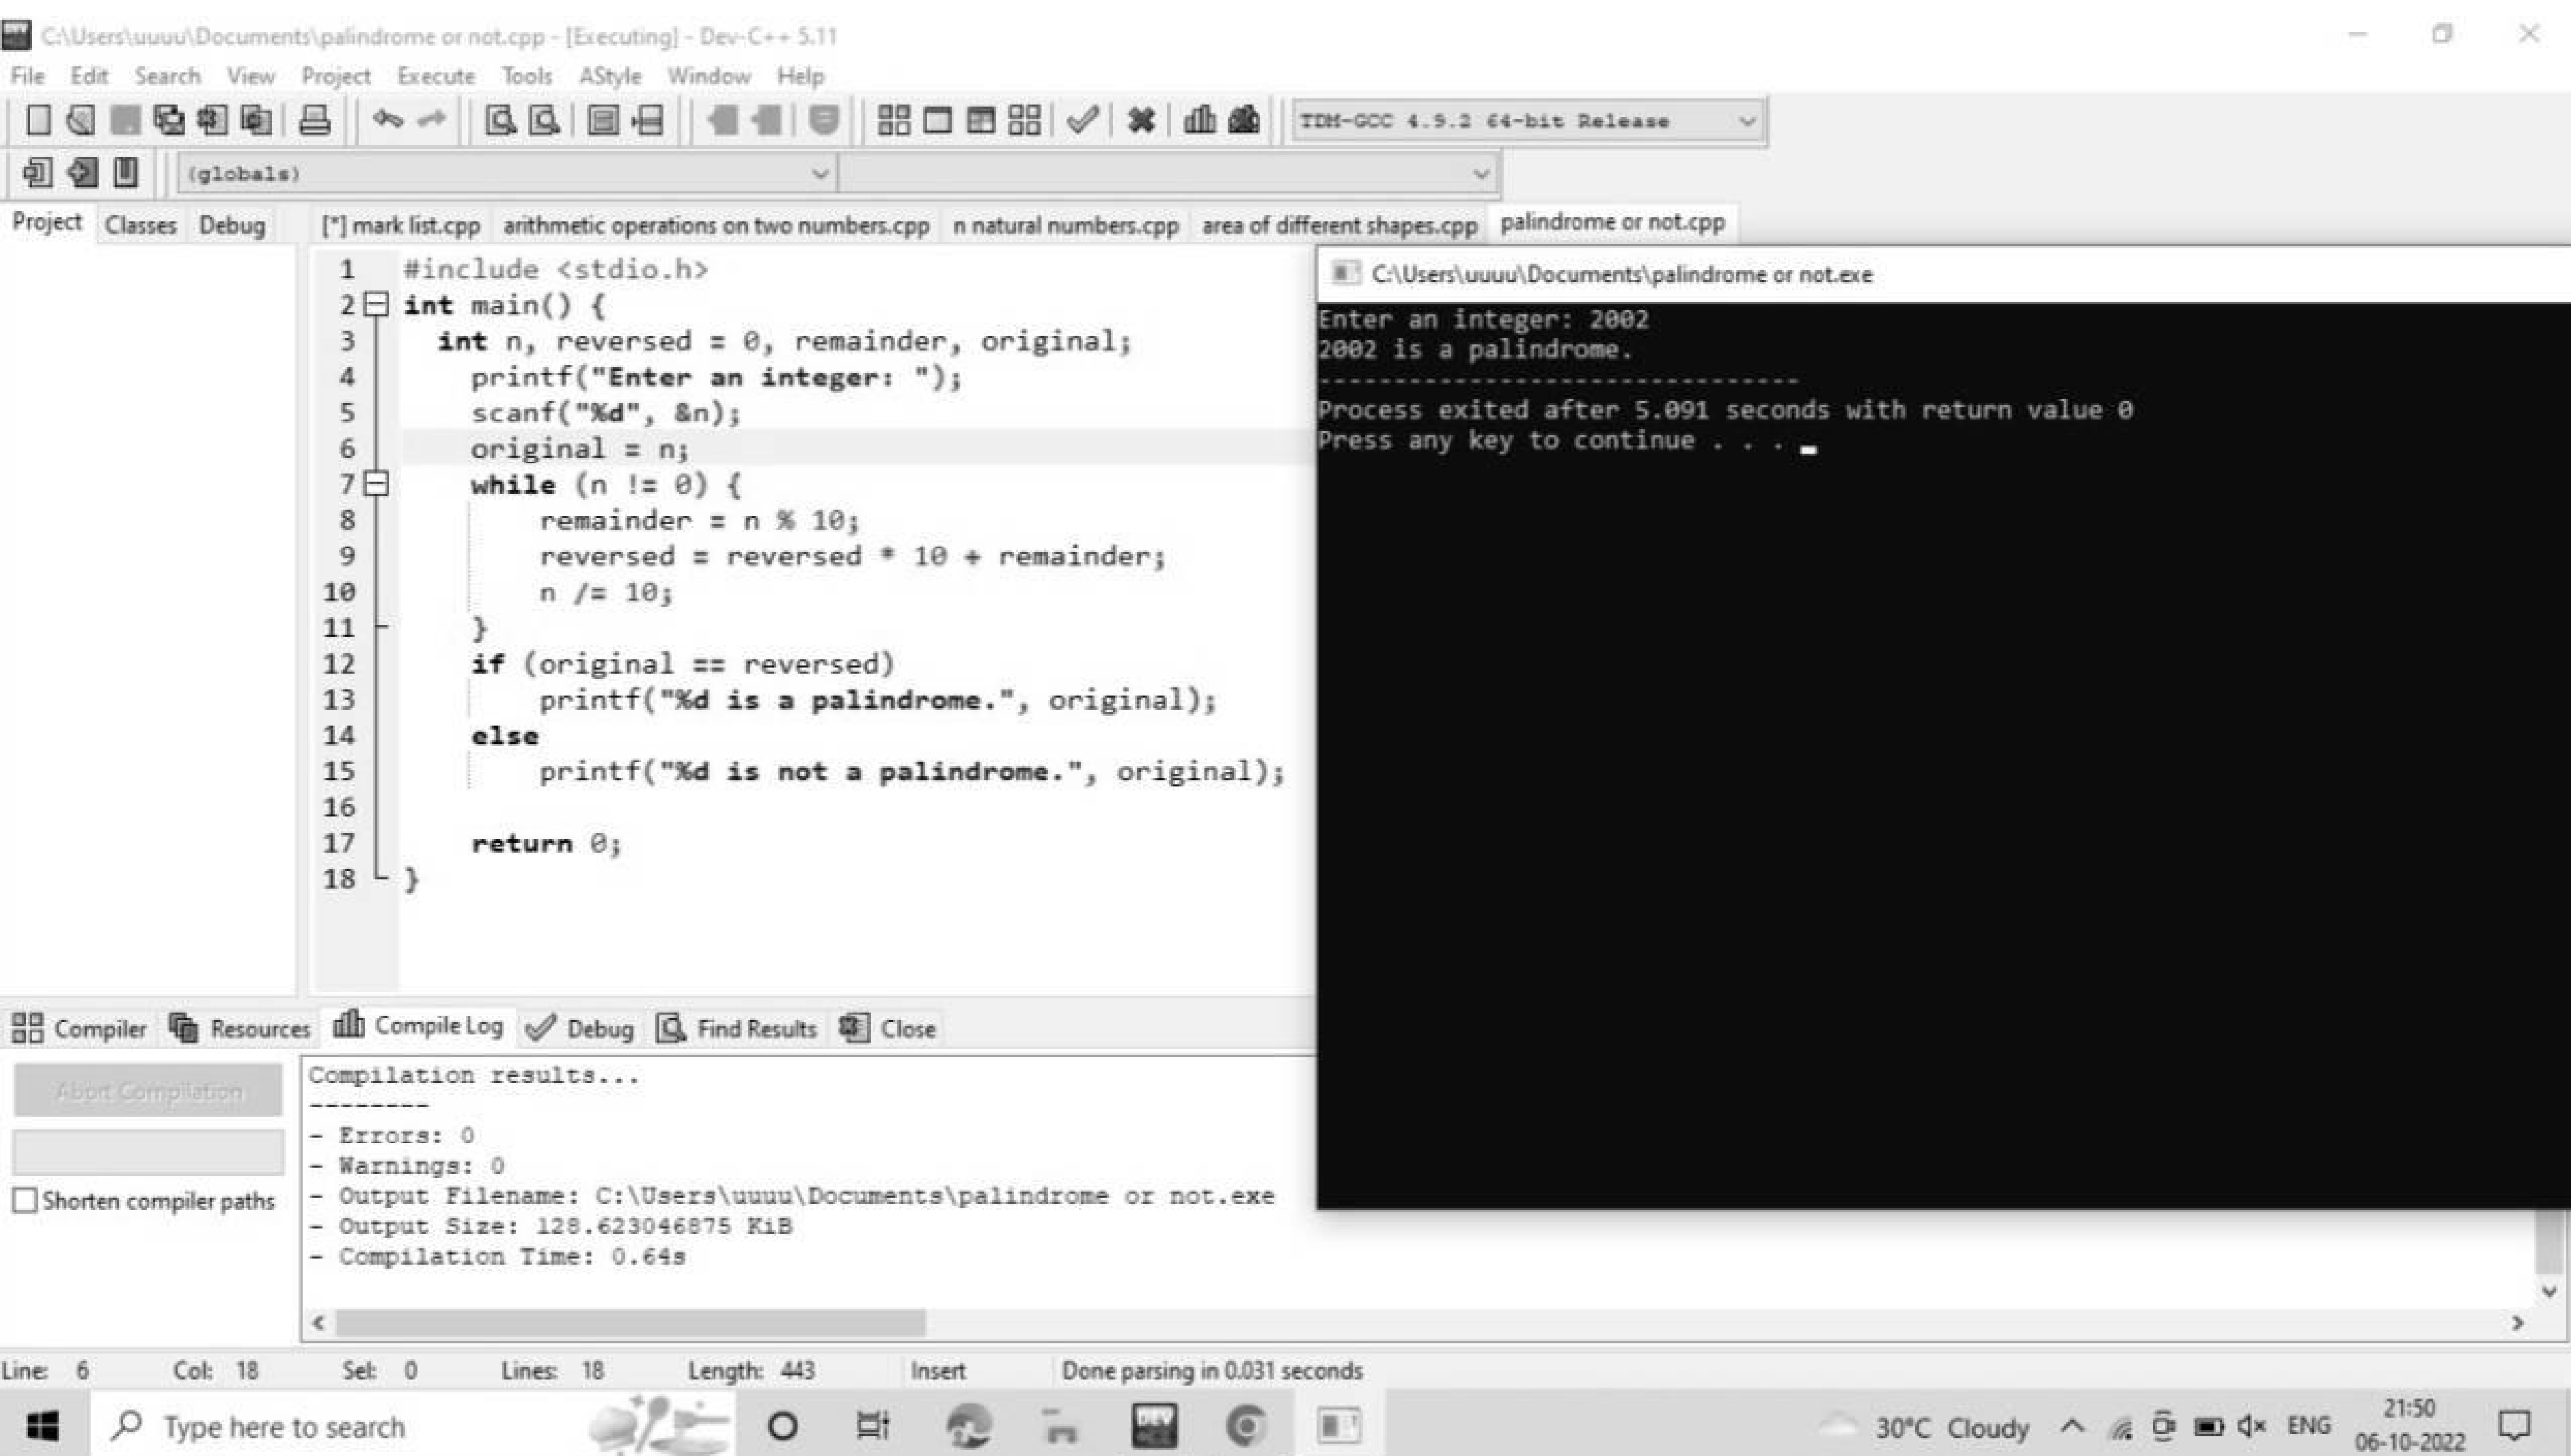 C:\Users\uuuu\Documents\palindrome or not.cpp - [Executing] - Dev-C++ 5.11
File Edit Search View Project Execute Tools AStyle Window Help
TDM-GCC 4.9.2 64-bit Release
(globals)
Project Classes Debug
[*] mark list.cpp arithmetic operations on two numbers.cpp n natural numbers.cpp area of different shapes.cpp palindrome or not.cpp
1 #include <stdio.h>
2 int main() {
3 int n, reversed = 0, remainder, original;
4 printf("Enter an integer: ");
5 scanf("%d", &n);
6 original = n;
7 while (n != 0) {
8 remainder = n % 10;
9 reversed = reversed * 10 + remainder;
10 n /= 10;
11 }
12 if (original == reversed)
13 printf("%d is a palindrome.", original);
14 else
15 printf("%d is not a palindrome.", original);
16
17 return 0;
18 }
C:\Users\uuuu\Documents\palindrome or not.exe
Enter an integer: 2002
2002 is a palindrome.
--------------------------------
Process exited after 5.091 seconds with return value 0
Press any key to continue . . .
Compiler Resources Compile Log Debug Find Results Close
Abort Compilation
Shorten compiler paths
Compilation results...
--------
- Errors: 0
- Warnings: 0
- Output Filename: C:\Users\uuuu\Documents\palindrome or not.exe
- Output Size: 128.623046875 KiB
- Compilation Time: 0.64s
Line: 6 Col: 18 Sel: 0 Lines: 18 Length: 443 Insert Done parsing in 0.031 seconds
Type here to search
DEV
30°C Cloudy
ENG
21:50
06-10-2022